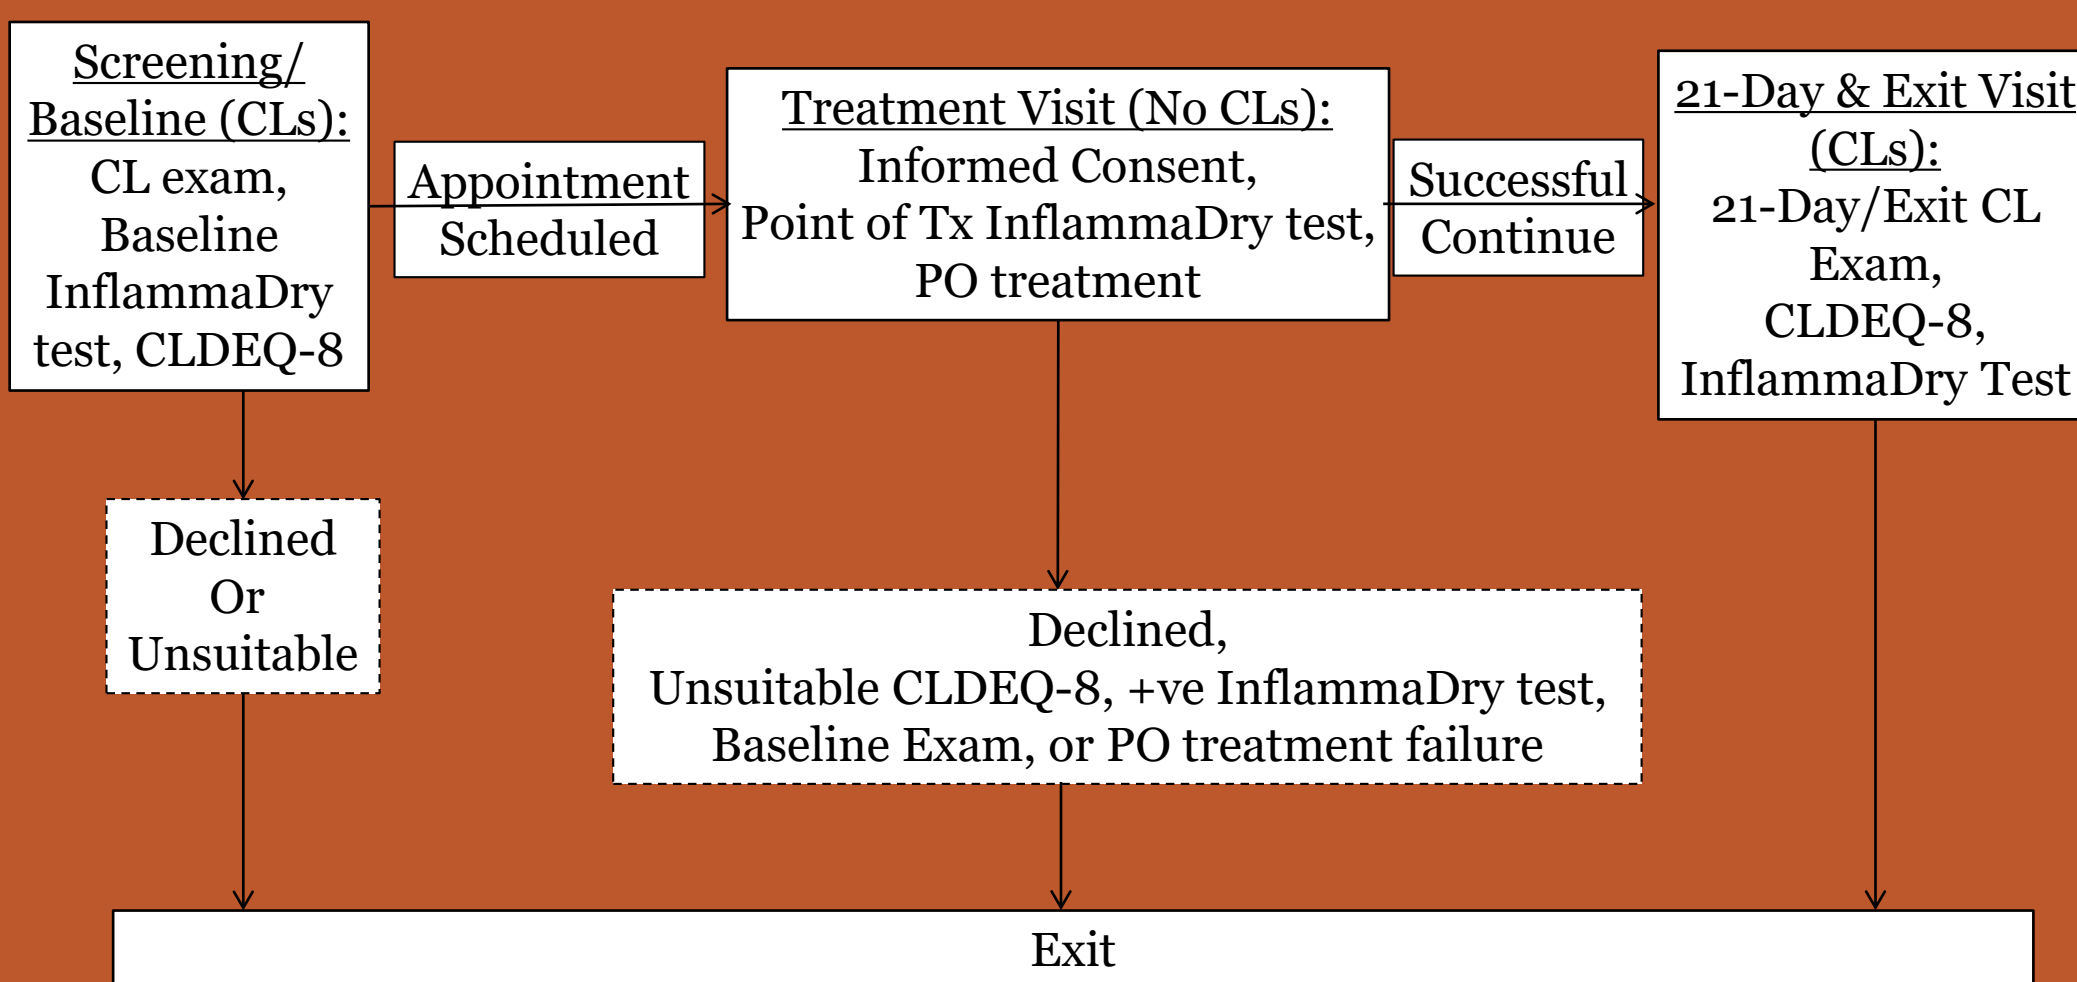 Screening/
Baseline (CLs):
CL exam,
Baseline
InflammaDry
test, CLDEQ-8
Appointment
Scheduled
Treatment Visit (No CLs):
Informed Consent,
Point of Tx InflammaDry test,
PO treatment
Successful
Continue
21-Day & Exit Visit
(CLs):
21-Day/Exit CL
Exam,
CLDEQ-8,
InflammaDry Test
Declined
Or
Unsuitable
Declined,
Unsuitable CLDEQ-8, +ve InflammaDry test,
Baseline Exam, or PO treatment failure
Exit